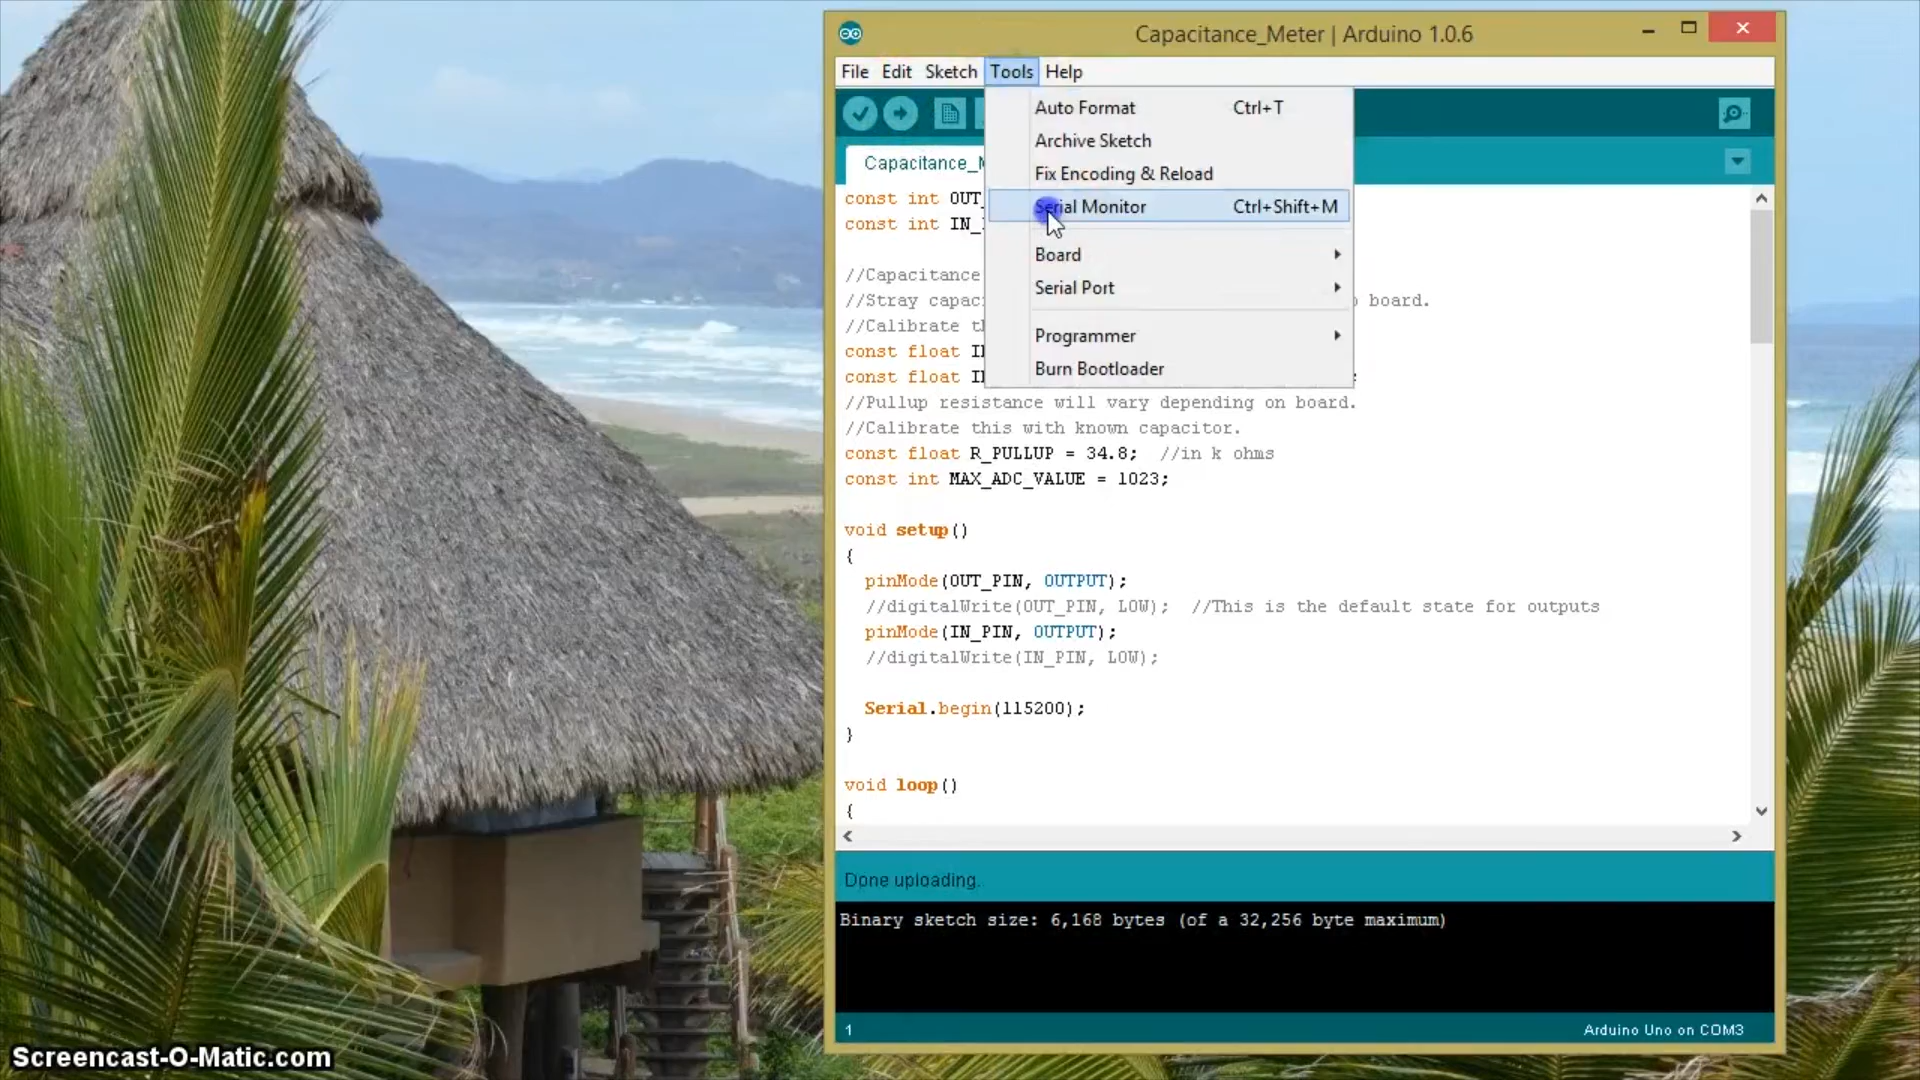 Capacitance_Meter | Arduino 1.0.6
File Edit Sketch Tools Help
Auto Format Ctrl+T
Archive Sketch
Fix Encoding & Reload
Serial Monitor Ctrl+Shift+M
Board
Serial Port
Programmer
Burn Bootloader
Capacitance_M
const int OUT_
const int IN_
//Capacitance
//Stray board.
//Calibrate
const float
const float
//Pullup resistance will vary depending on board.
//Calibrate this with known capacitor.
const float R_PULLUP = 34.8; //in k ohms
const int MAX_ADC_VALUE = 1023;
void setup()
{
pinMode(OUT_PIN, OUTPUT);
//digitalWrite(OUT_PIN, LOW); //This is the default state for outputs
pinMode(IN_PIN, OUTPUT);
//digitalWrite(IN_PIN, LOW);
Serial.begin(115200);
}
void loop()
{
Done uploading.
Binary sketch size: 6,168 bytes (of a 32,256 byte maximum)
1 Arduino Uno on COM3
Screencast-O-Matic.com